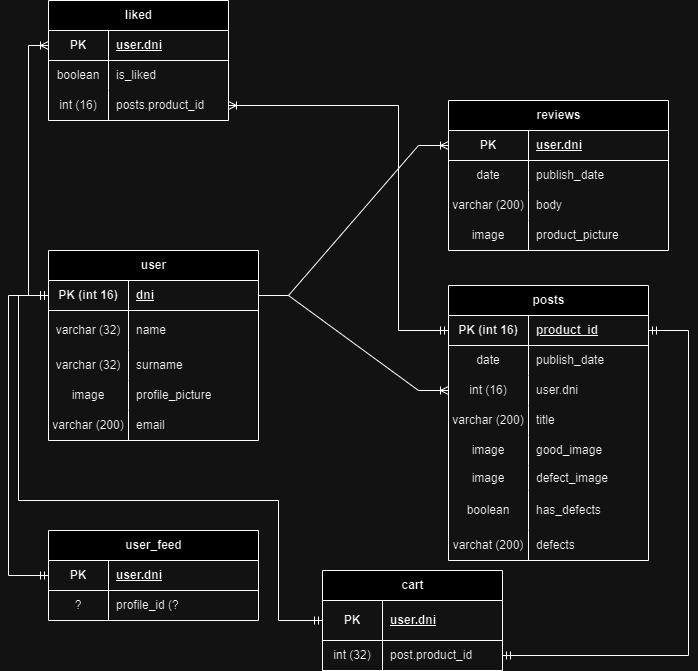 liked
PK user.dni
boolean is_liked
int (16) posts.product_id
reviews
PK user.dni
date publish_date
varchar (200) body
image product_picture
user
PK (int 16) dni
varchar (32) name
varchar (32) surname
image profile_picture
varchar (200) email
posts
PK (int 16) product_id
date publish_date
int (16) user.dni
varchar (200) title
image good_image
image defect_image
boolean has_defects
varchat (200) defects
user_feed
PK user.dni
? profile_id (?
cart
PK user.dni
int (32) post.product_id